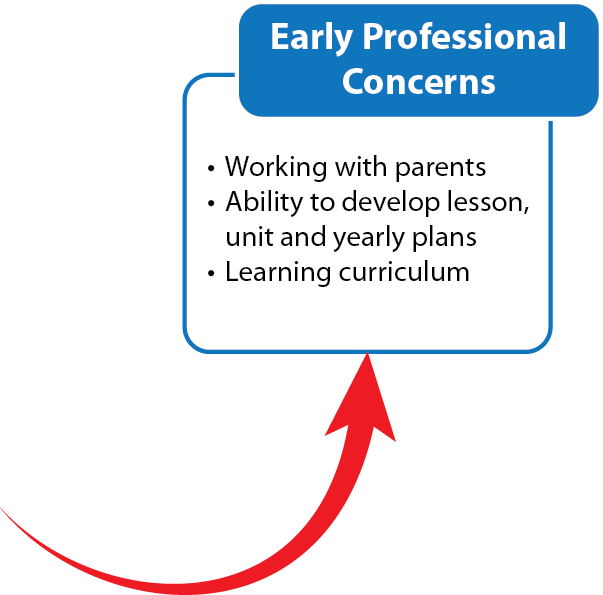 Early Professional
Concerns
• Working with parents
• Ability to develop lesson,
unit and yearly plans
• Learning curriculum